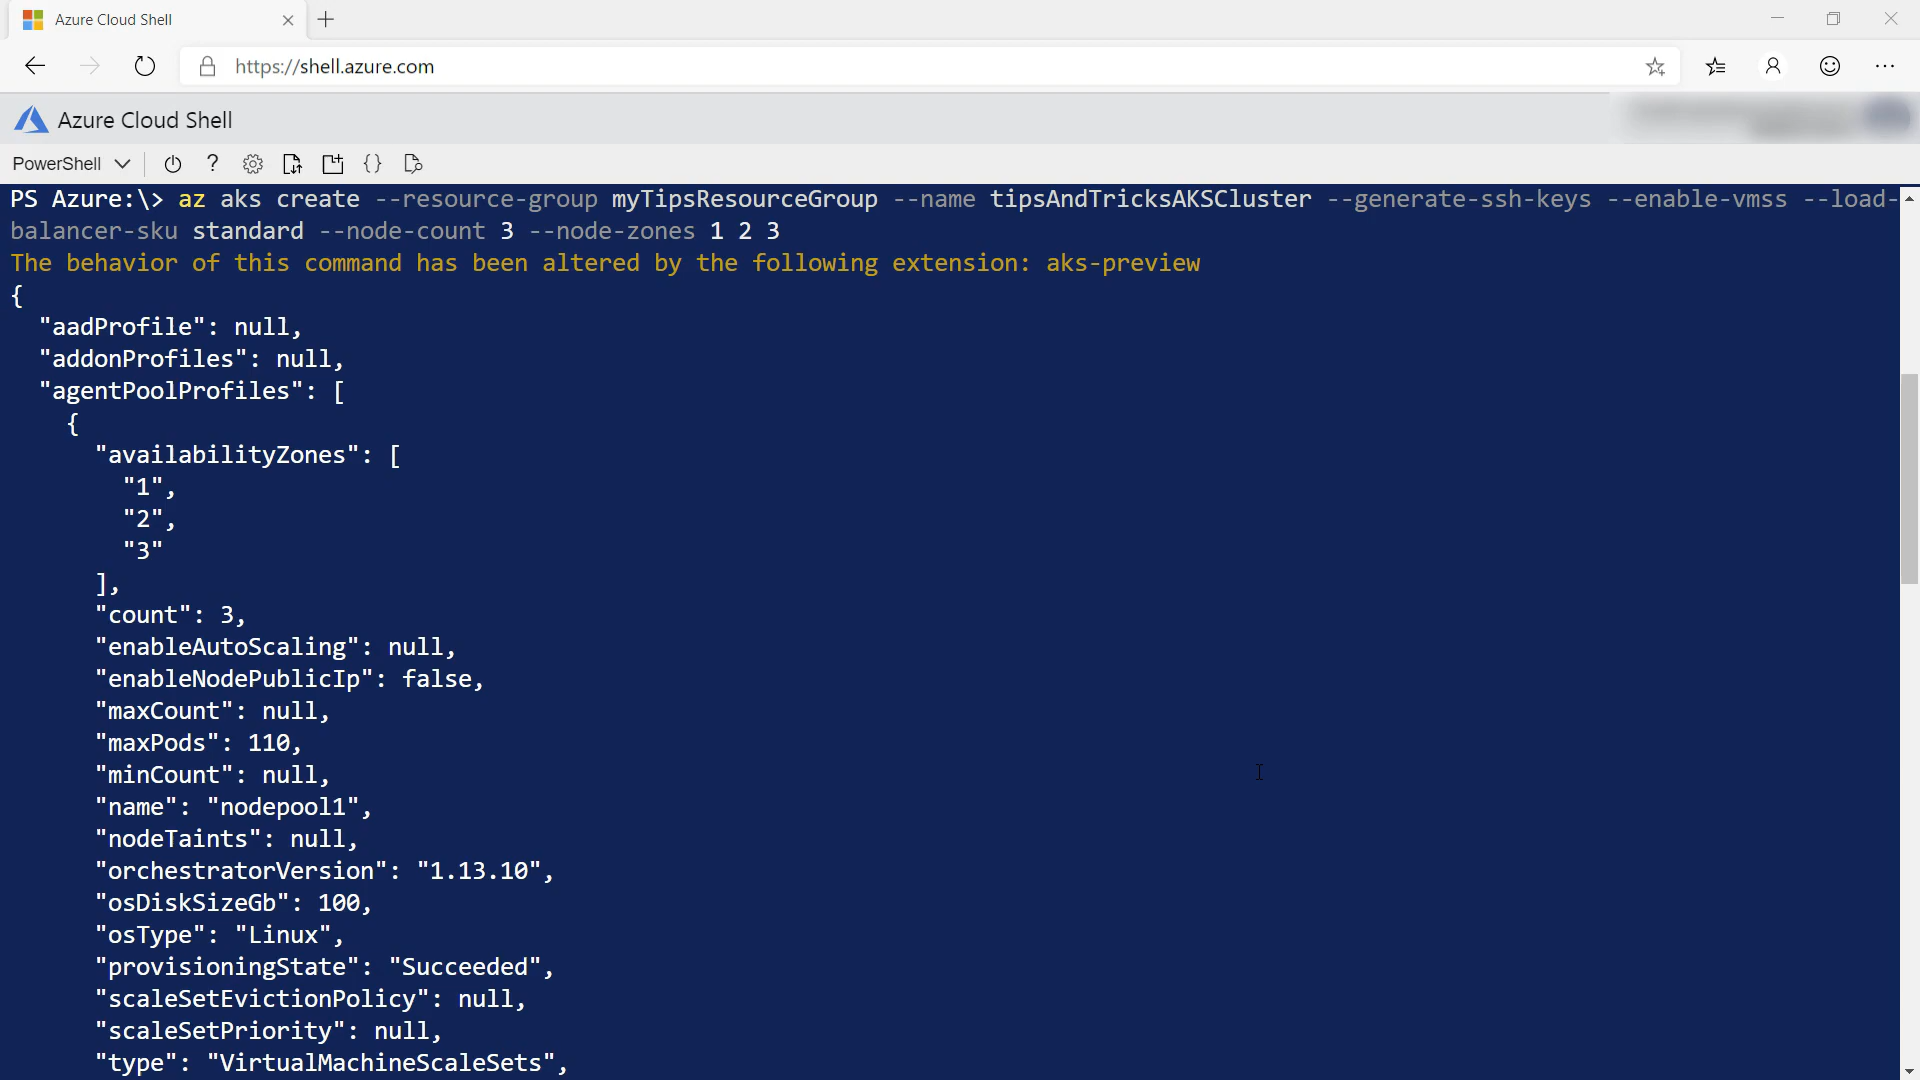 Azure Cloud Shell
https://shell.azure.com
Azure Cloud Shell
PowerShell
PS Azure:\> az aks create --resource-group myTipsResourceGroup --name tipsAndTricksAKSCluster --generate-ssh-keys --enable-vmss --load-
balancer-sku standard --node-count 3 --node-zones 1 2 3
The behavior of this command has been altered by the following extension: aks-preview
{
"aadProfile": null,
"addonProfiles": null,
"agentPoolProfiles": [
{
"availabilityZones": [
"1",
"2",
"3"
],
"count": 3,
"enableAutoScaling": null,
"enableNodePublicIp": false,
"maxCount": null,
"maxPods": 110,
"minCount": null,
"name": "nodepool1",
"nodeTaints": null,
"orchestratorVersion": "1.13.10",
"osDiskSizeGb": 100,
"osType": "Linux",
"provisioningState": "Succeeded",
"scaleSetEvictionPolicy": null,
"scaleSetPriority": null,
"type": "VirtualMachineScaleSets",